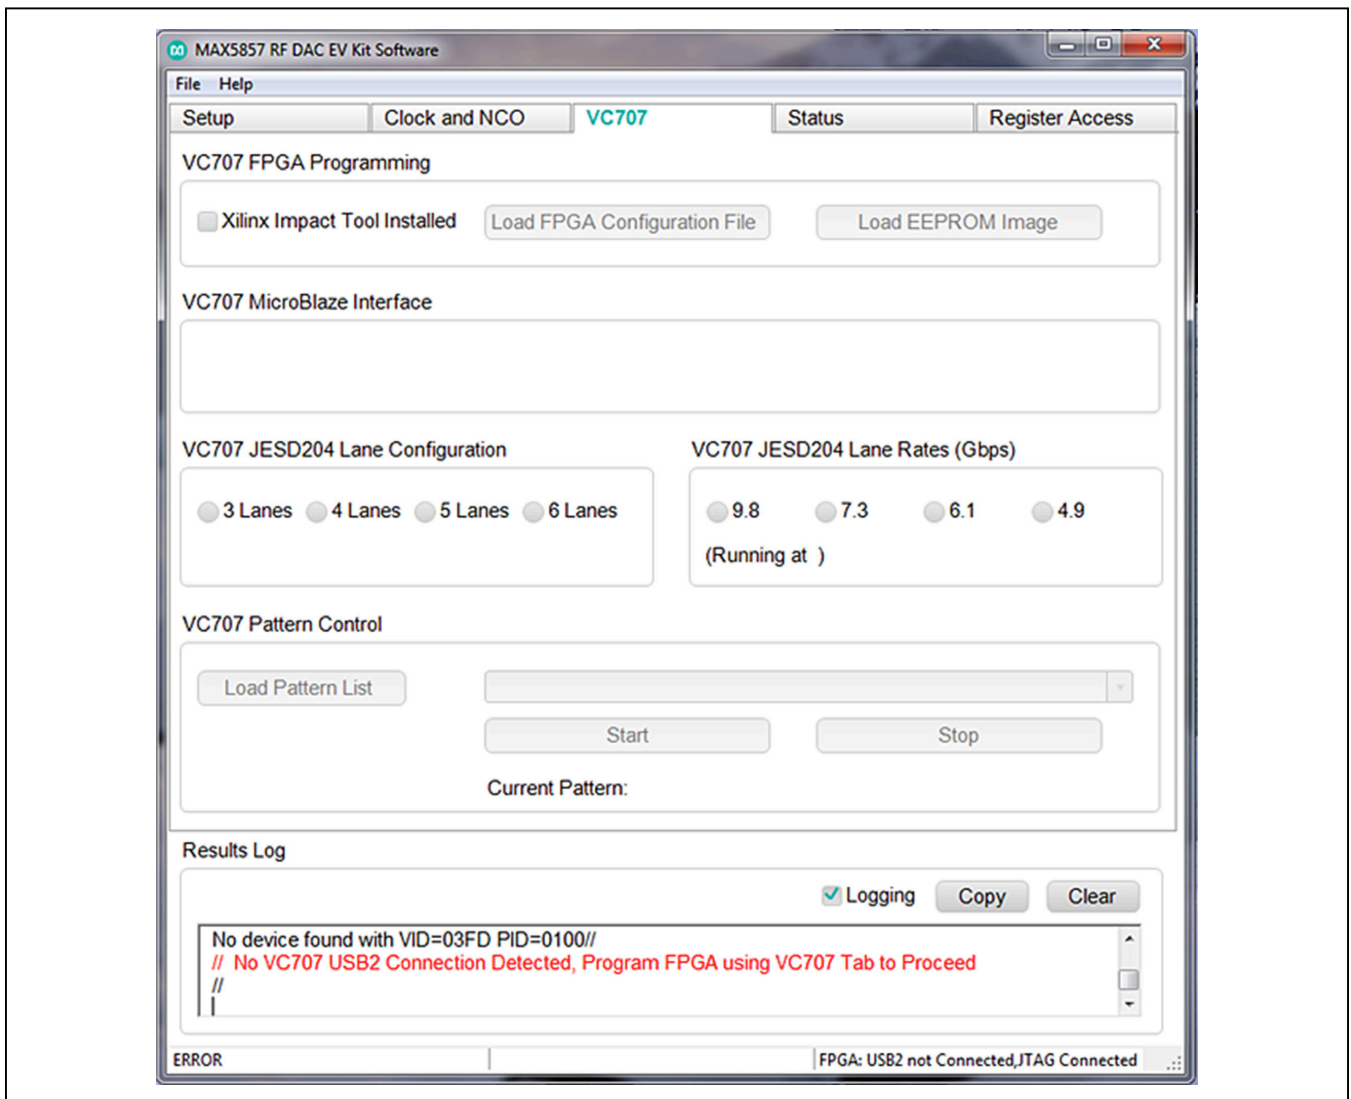 MAX5857 RF DAC EV Kit Software
File Help
Setup Clock and NCO VC707 Status Register Access
VC707 FPGA Programming
Xilinx Impact Tool Installed Load FPGA Configuration File Load EEPROM Image
VC707 MicroBlaze Interface
VC707 JESD204 Lane Configuration VC707 JESD204 Lane Rates (Gbps)
3 Lanes 4 Lanes 5 Lanes 6 Lanes 9.8 7.3 6.1 4.9
(Running at )
VC707 Pattern Control
Load Pattern List
Start Stop
Current Pattern:
Results Log
Logging Copy Clear
No device found with VID=03FD PID=0100//
// No VC707 USB2 Connection Detected, Program FPGA using VC707 Tab to Proceed
//
ERROR FPGA: USB2 not Connected,JTAG Connected